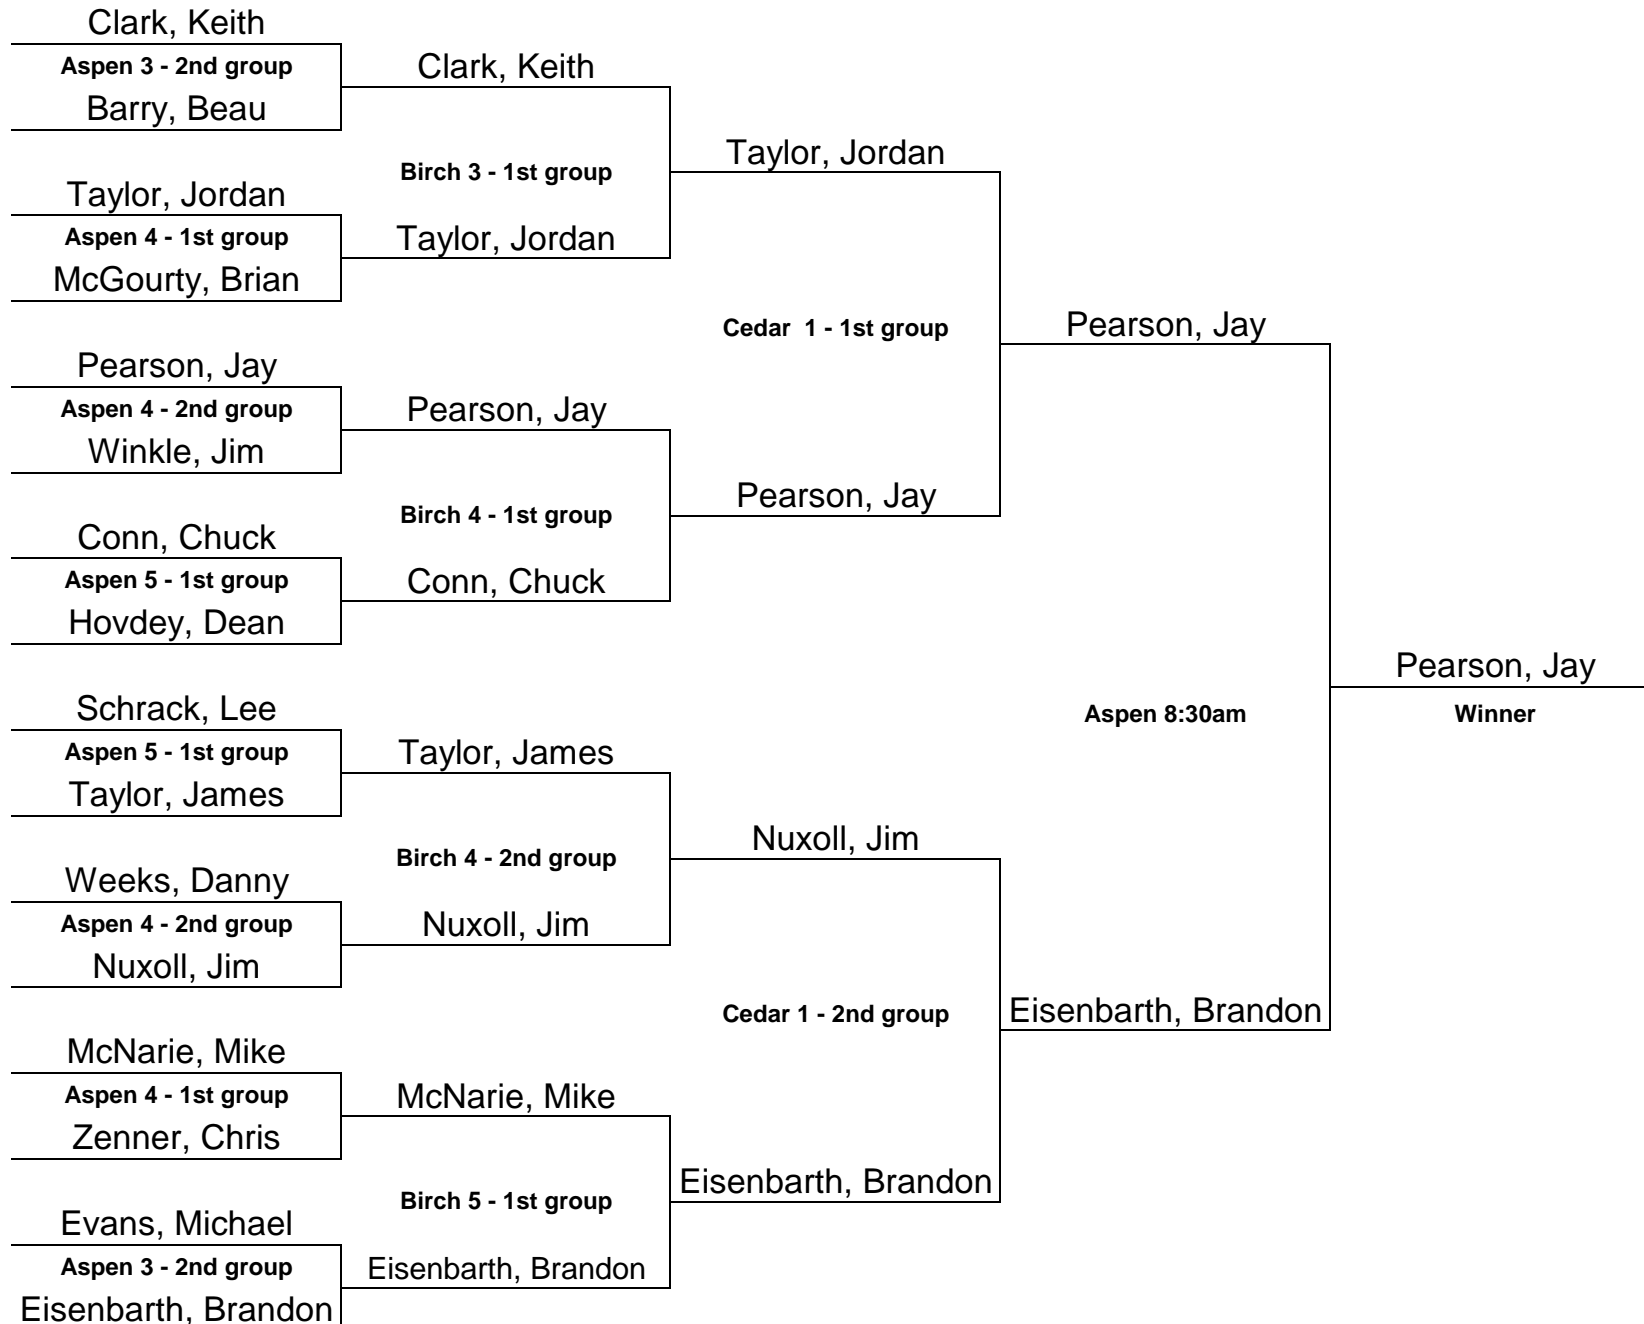 Clark, Keith
Aspen 3 - 2nd group
Barry, Beau
Taylor, Jordan
Aspen 4 - 1st group
McGourty, Brian
Pearson, Jay
Aspen 4 - 2nd group
Winkle, Jim
Conn, Chuck
Aspen 5 - 1st group
Hovdey, Dean
Schrack, Lee
Aspen 5 - 1st group
Taylor, James
Weeks, Danny
Aspen 4 - 2nd group
Nuxoll, Jim
McNarie, Mike
Aspen 4 - 1st group
Zenner, Chris
Evans, Michael
Aspen 3 - 2nd group
Eisenbarth, Brandon
Clark, Keith
Birch 3 - 1st group
Taylor, Jordan
Pearson, Jay
Birch 4 - 1st group
Conn, Chuck
Taylor, James
Birch 4 - 2nd group
Nuxoll, Jim
McNarie, Mike
Birch 5 - 1st group
Eisenbarth, Brandon
Taylor, Jordan
Cedar  1 - 1st group
Pearson, Jay
Nuxoll, Jim
Cedar 1 - 2nd group
Eisenbarth, Brandon
Pearson, Jay
Aspen 8:30am
Eisenbarth, Brandon
Pearson, Jay
Winner